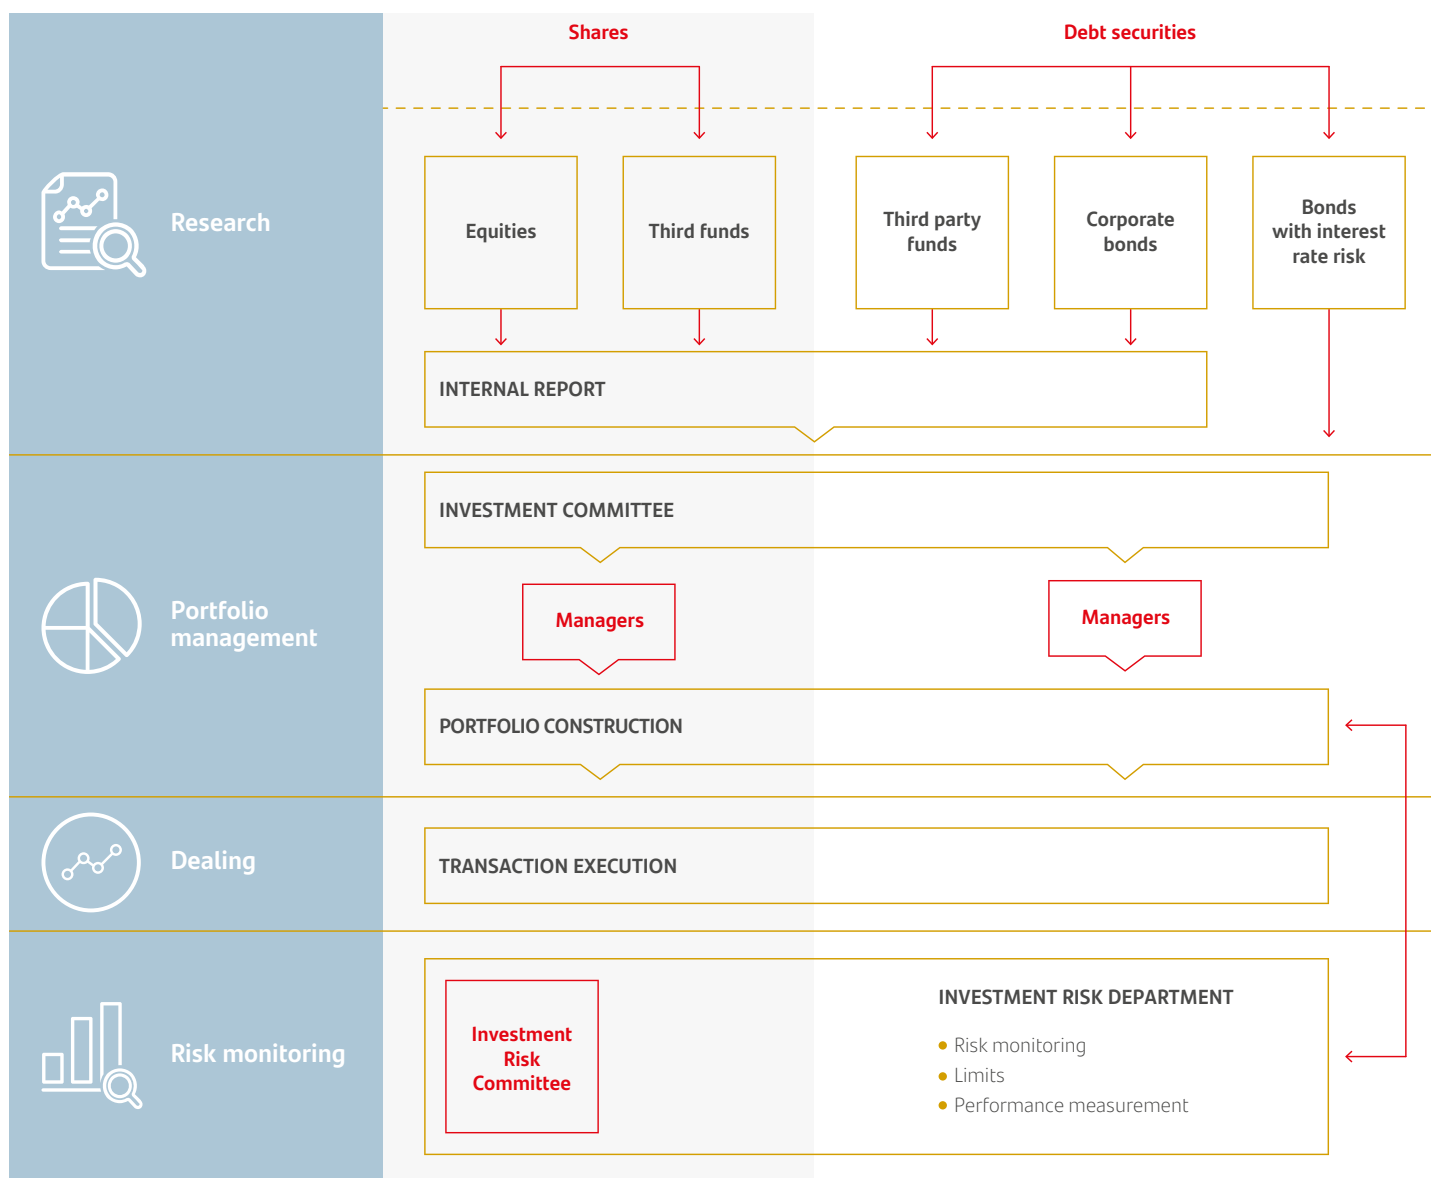 Shares
Debt securities
Research
Equities
Third funds
Third party
funds
Corporate
bonds
Bonds
with interest
rate risk
INTERNAL REPORT
Portfolio
management
INVESTMENT COMMITTEE
Managers
Managers
PORTFOLIO CONSTRUCTION
Dealing
TRANSACTION EXECUTION
Risk monitoring
Investment
Risk
Committee
INVESTMENT RISK DEPARTMENT
Risk monitoring
Limits
Performance measurement